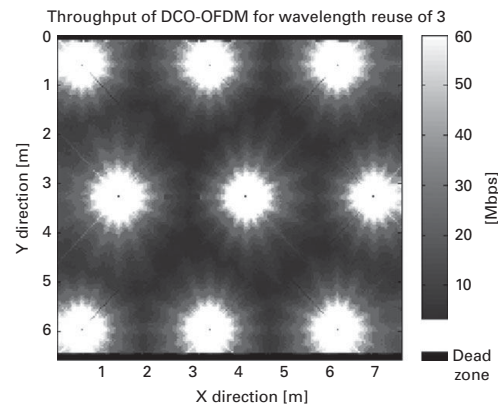 Throughput of DCO-OFDM for wavelength reuse of 3
0
1
2
3
4
5
6
Y direction [m]
1 2 3 4 5 6 7
X direction [m]
60
50
40
30
20
10
[Mbps]
Dead
zone